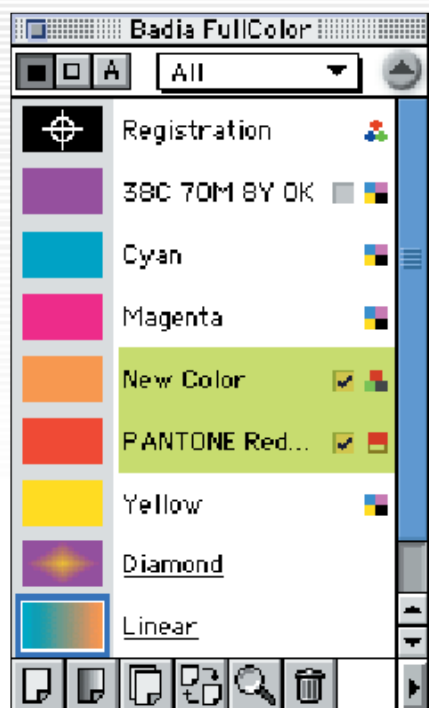 Badia FullColor
A All
Registration
38C 70M 8Y 0K
Cyan
Magenta
New Color
PANTONE Red...
Yellow
Diamond
Linear